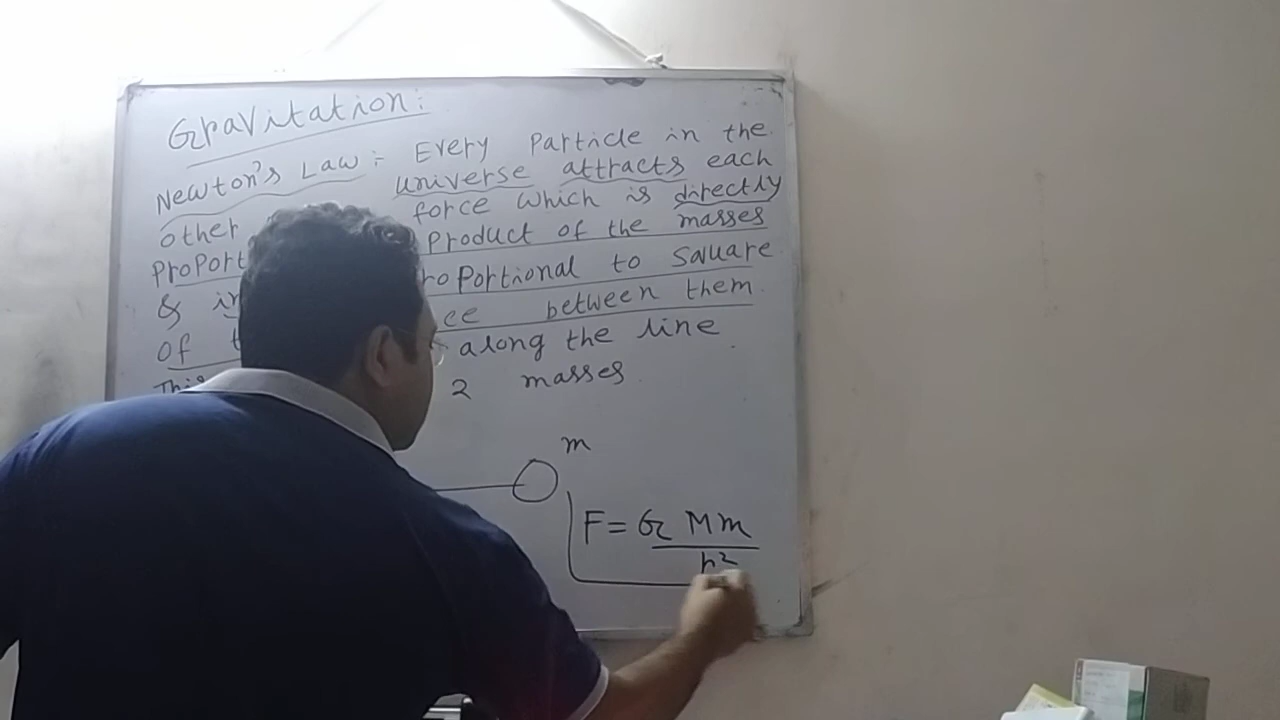 Gravitation:
Newton's Law:- Every Particle in the
universe attracts each
other force which is directly
Product of the masses
& roportional to square
of ce between them
This along the line
2 masses
m
F = G Mm
r²